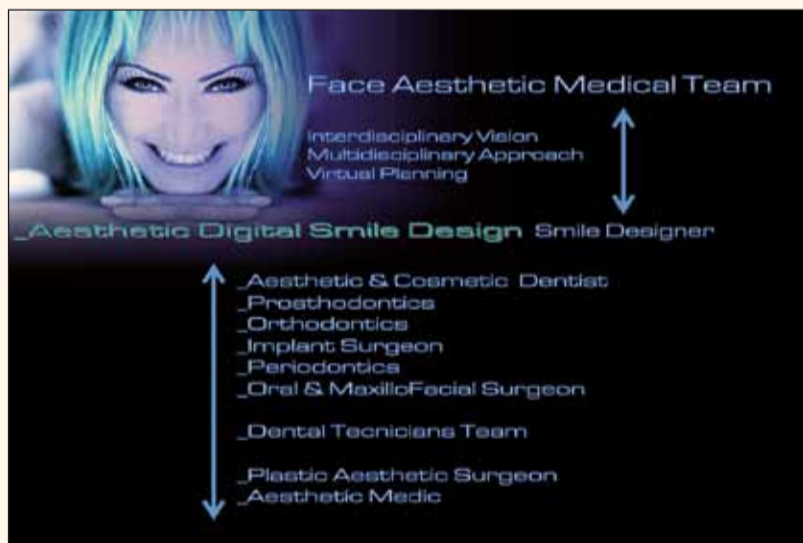 Face Aesthetic Medical Team
Interdisciplinary Vision
Multidisciplinary Approach
Virtual Planning
_Aesthetic Digital Smile Design Smile Designer
_Aesthetic & Cosmetic Dentist
_Prosthodontics
_Orthodontics
_Implant Surgeon
_Periodontics
_Oral & MaxilloFacial Surgeon
_Dental Tecnicians Team
_Plastic Aesthetic Surgeon
_Aesthetic Medic